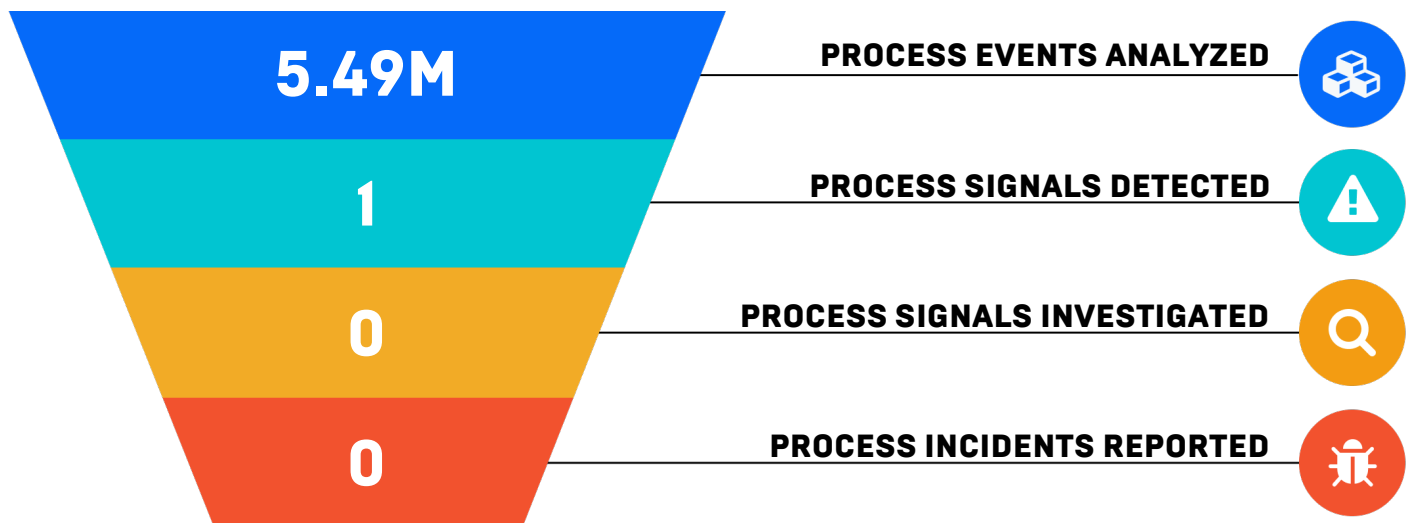 5.49M
PROCESS EVENTS ANALYZED
1
PROCESS SIGNALS DETECTED
0
PROCESS SIGNALS INVESTIGATED
0
PROCESS INCIDENTS REPORTED